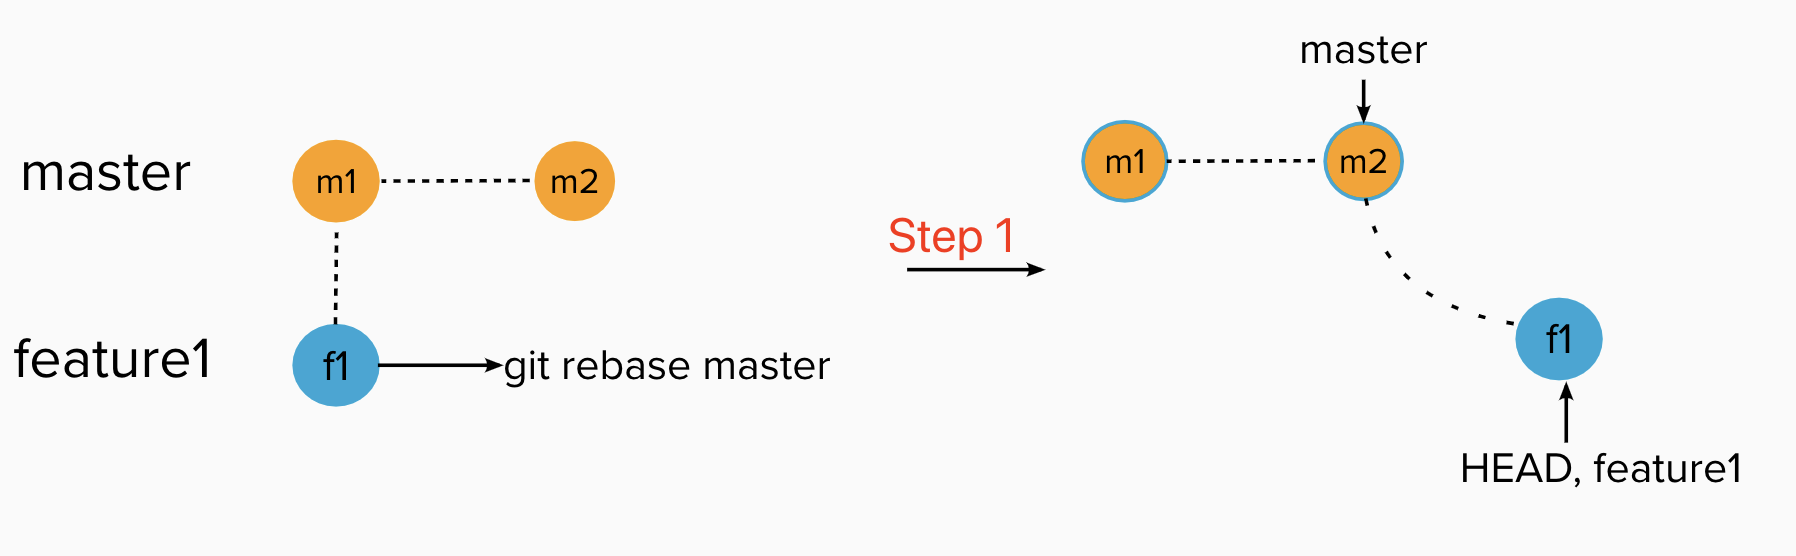 master
m1
m2
feature1
f1
git rebase master
Step 1
master
m1
m2
f1
HEAD, feature1